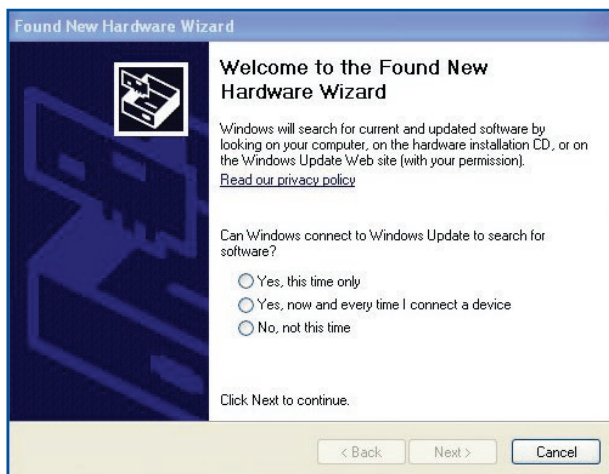 Found New Hardware Wizard
Welcome to the Found New
Hardware Wizard
Windows will search for current and updated software by
looking on your computer, on the hardware installation CD, or on
the Windows Update Web site (with your permission).
Read our privacy policy
Can Windows connect to Windows Update to search for
software?
Yes, this time only
Yes, now and every time I connect a device
No, not this time
Click Next to continue.
< Back
Next >
Cancel